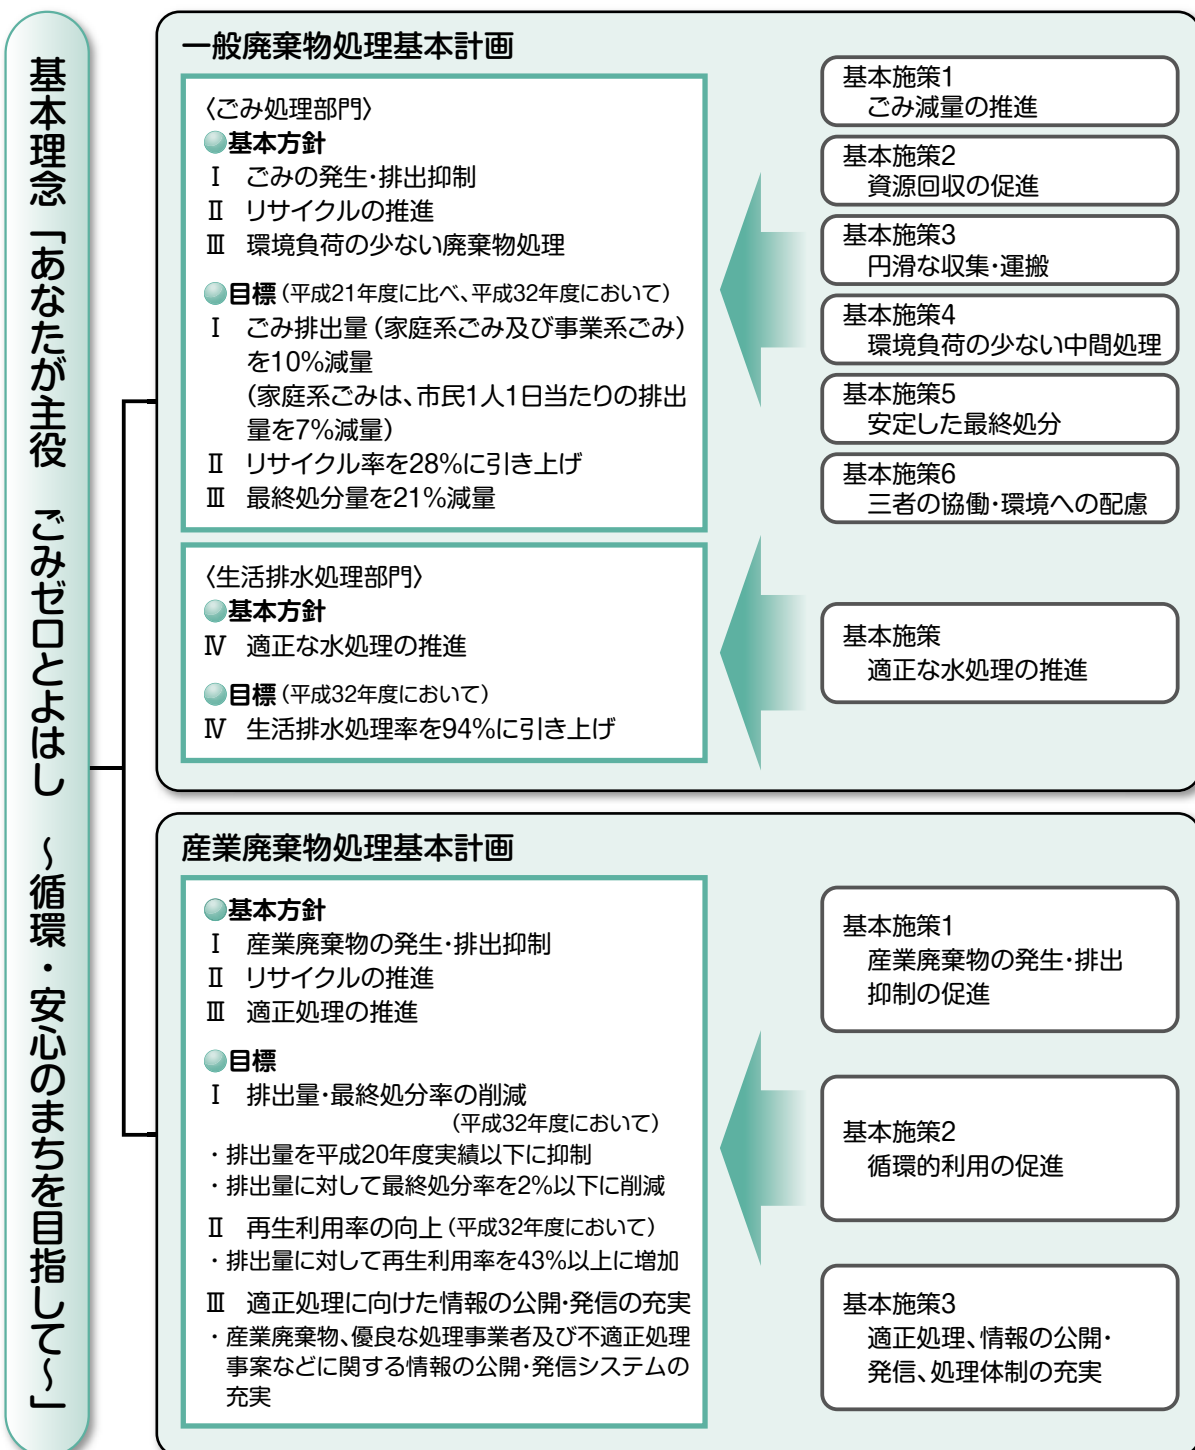 基本理念「あなたが主役　ごみゼロとよはし　～循環・安心のまちを目指して～」
一般廃棄物処理基本計画
〈ごみ処理部門〉
基本方針
Ⅰ　ごみの発生・排出抑制
Ⅱ　リサイクルの推進
Ⅲ　環境負荷の少ない廃棄物処理
目標（平成21年度に比べ、平成32年度において）
Ⅰ　ごみ排出量（家庭系ごみ及び事業系ごみ）
を10%減量
（家庭系ごみは、市民1人1日当たりの排出
量を7%減量）
Ⅱ　リサイクル率を28%に引き上げ
Ⅲ　最終処分量を21%減量
基本施策1
ごみ減量の推進
基本施策2
資源回収の促進
基本施策3
円滑な収集・運搬
基本施策4
環境負荷の少ない中間処理
基本施策5
安定した最終処分
基本施策6
三者の協働・環境への配慮
〈生活排水処理部門〉
基本方針
Ⅳ　適正な水処理の推進
目標（平成32年度において）
Ⅳ　生活排水処理率を94%に引き上げ
基本施策
適正な水処理の推進
産業廃棄物処理基本計画
基本方針
Ⅰ　産業廃棄物の発生・排出抑制
Ⅱ　リサイクルの推進
Ⅲ　適正処理の推進
目標
Ⅰ　排出量・最終処分率の削減
（平成32年度において）
・排出量を平成20年度実績以下に抑制
・排出量に対して最終処分率を2%以下に削減
Ⅱ　再生利用率の向上（平成32年度において）
・排出量に対して再生利用率を43%以上に増加
Ⅲ　適正処理に向けた情報の公開・発信の充実
・産業廃棄物、優良な処理事業者及び不適正処理
事案などに関する情報の公開・発信システムの
充実
基本施策1
産業廃棄物の発生・排出
抑制の促進
基本施策2
循環的利用の促進
基本施策3
適正処理、情報の公開・
発信、処理体制の充実